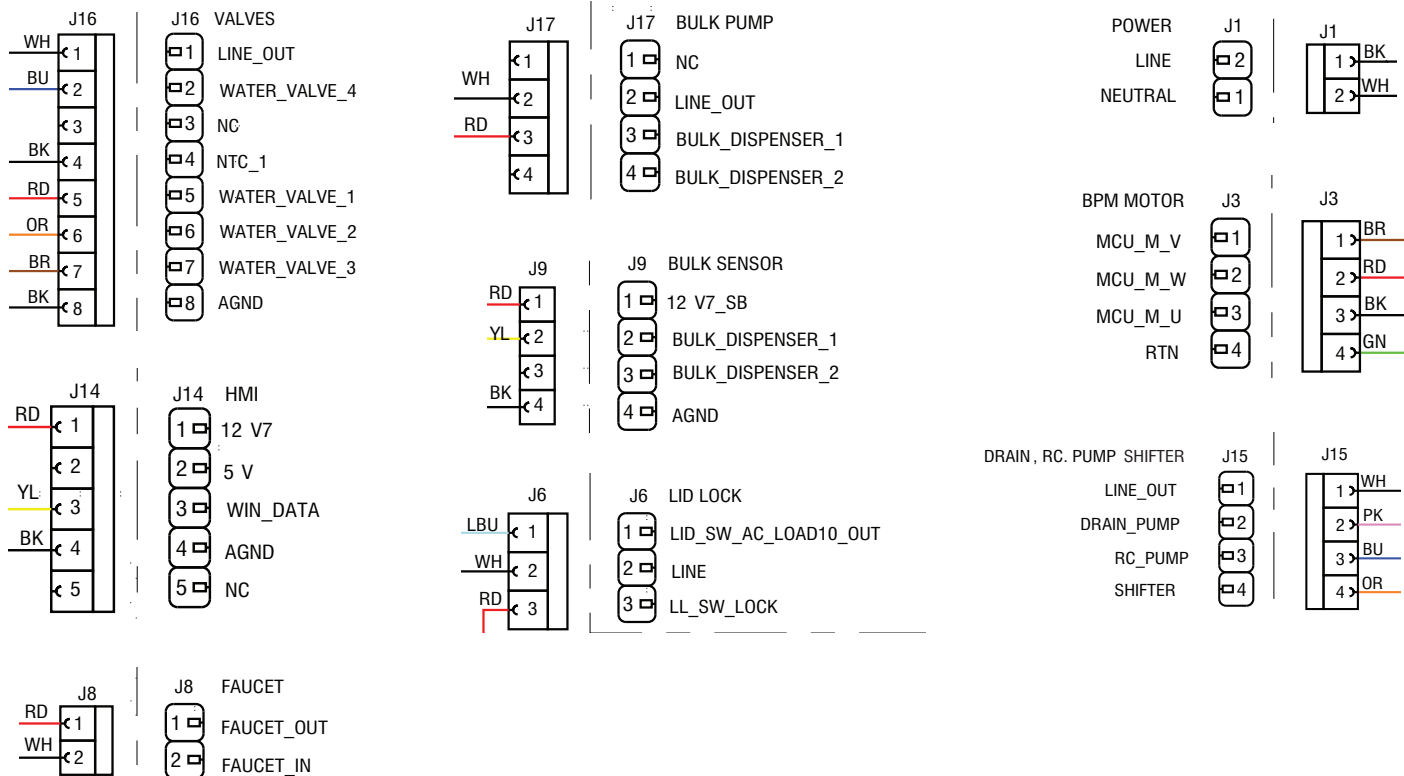 J16
WH 1
BU 2
3
BK 4
RD 5
OR 6
BR 7
BK 8
J16 VALVES
1 LINE_OUT
2 WATER_VALVE_4
3 NC
4 NTC_1
5 WATER_VALVE_1
6 WATER_VALVE_2
7 WATER_VALVE_3
8 AGND
J14
RD 1
2
YL 3
BK 4
5
J14 HMI
1 12 V7
2 5 V
3 WIN_DATA
4 AGND
5 NC
J8
RD 1
WH 2
J8 FAUCET
1 FAUCET_OUT
2 FAUCET_IN
J17
1
WH 2
RD 3
4
J17 BULK PUMP
1 NC
2 LINE_OUT
3 BULK_DISPENSER_1
4 BULK_DISPENSER_2
J9
RD 1
YL 2
3
BK 4
J9 BULK SENSOR
1 12 V7_SB
2 BULK_DISPENSER_1
3 BULK_DISPENSER_2
4 AGND
J6
LBU 1
WH 2
RD 3
J6 LID LOCK
1 LID_SW_AC_LOAD10_OUT
2 LINE
3 LL_SW_LOCK
POWER J1
LINE 2
NEUTRAL 1
J1
1 BK
2 WH
BPM MOTOR J3
MCU_M_V 1
MCU_M_W 2
MCU_M_U 3
RTN 4
J3
1 BR
2 RD
3 BK
4 GN
DRAIN, RC. PUMP SHIFTER J15
LINE_OUT 1
DRAIN_PUMP 2
RC_PUMP 3
SHIFTER 4
J15
1 WH
2 PK
3 BU
4 OR